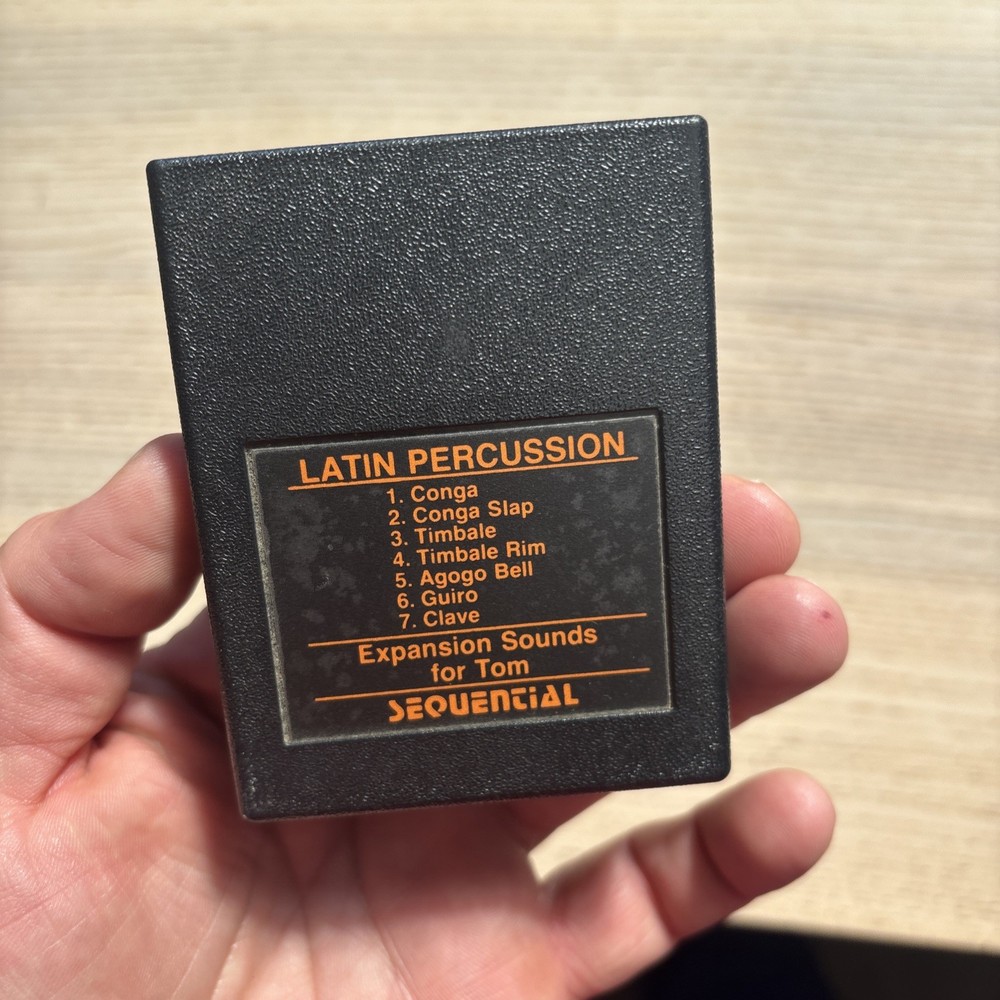 LATIN PERCUSSION
1. Conga
2. Conga Slap
3. Timbale
4. Timbale Rim
5. Agogo Bell
6. Guiro
7. Clave
Expansion Sounds
for Tom
SEQUENTiAL